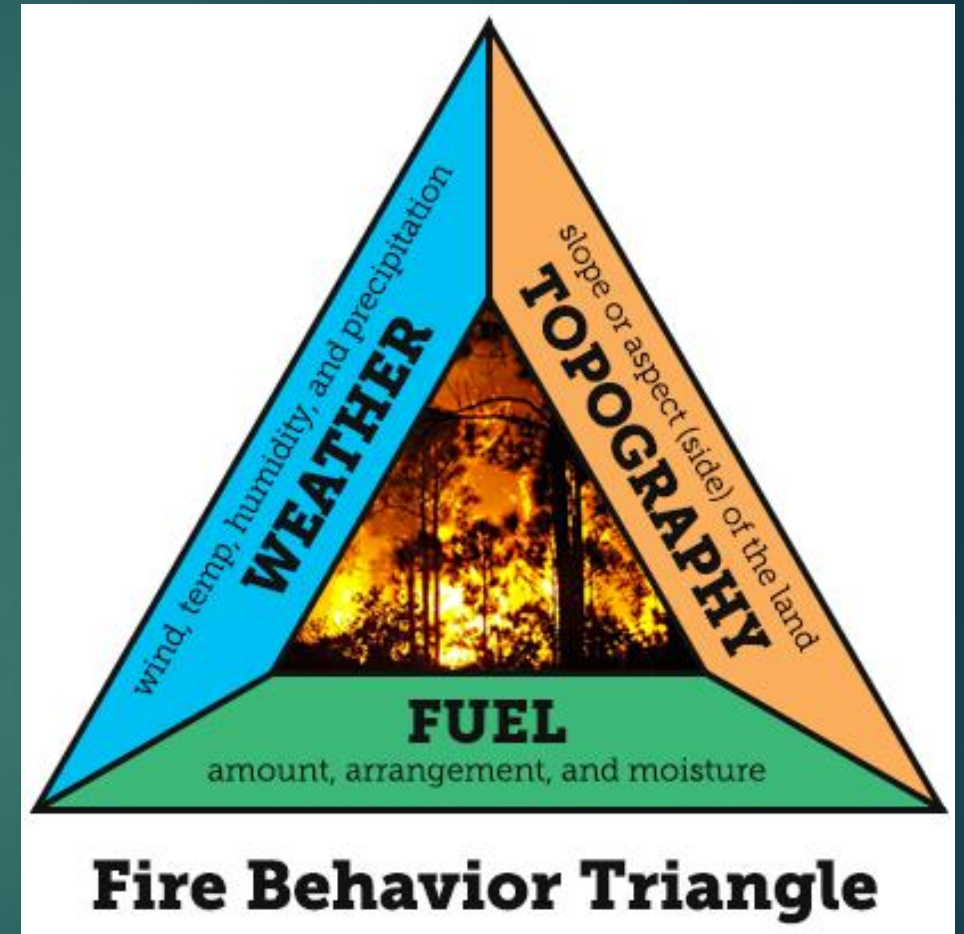 wind, temp, humidity, and precipitation
WEATHER
slope or aspect (side) of the land
TOPOGRAPHY
FUEL
amount, arrangement, and moisture
Fire Behavior Triangle